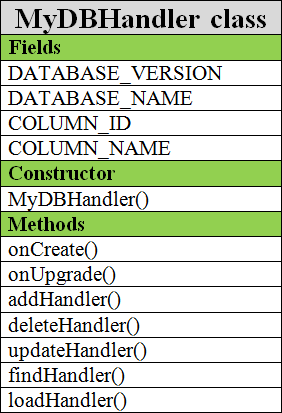 MyDBHandler class
Fields
DATABASE_VERSION
DATABASE_NAME
COLUMN_ID
COLUMN_NAME
Constructor
MyDBHandler()
Methods
onCreate()
onUpgrade()
addHandler()
deleteHandler()
updateHandler()
findHandler()
loadHandler()